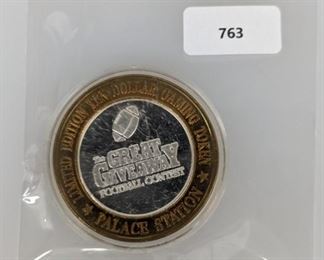 763
LIMITED EDITION TEN DOLLAR GAMING TOKEN
The
GREAT
GIVEAWAY
FOOTBALL CONTEST
★ PALACE STATION ★